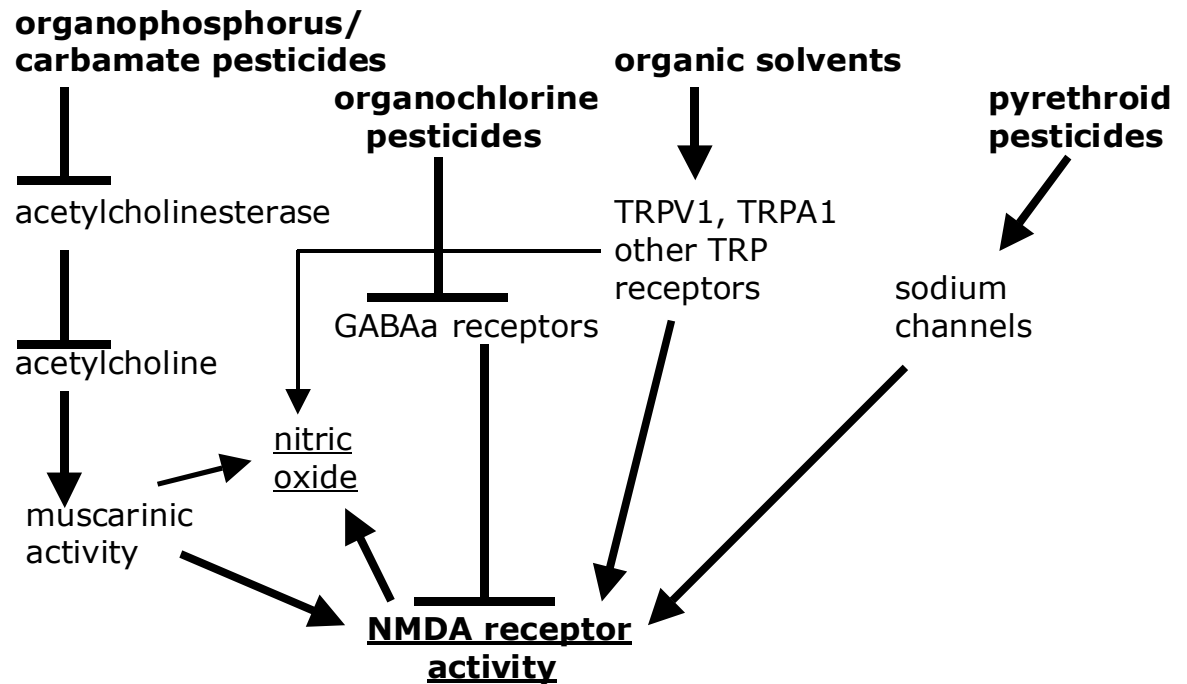 organophosphorus/
carbamate pesticides
organic solvents
organochlorine
pesticides
pyrethroid
pesticides
acetylcholinesterase
TRPV1, TRPA1
other TRP
receptors
sodium
channels
GABAa receptors
acetylcholine
nitric
oxide
muscarinic
activity
NMDA receptor
activity